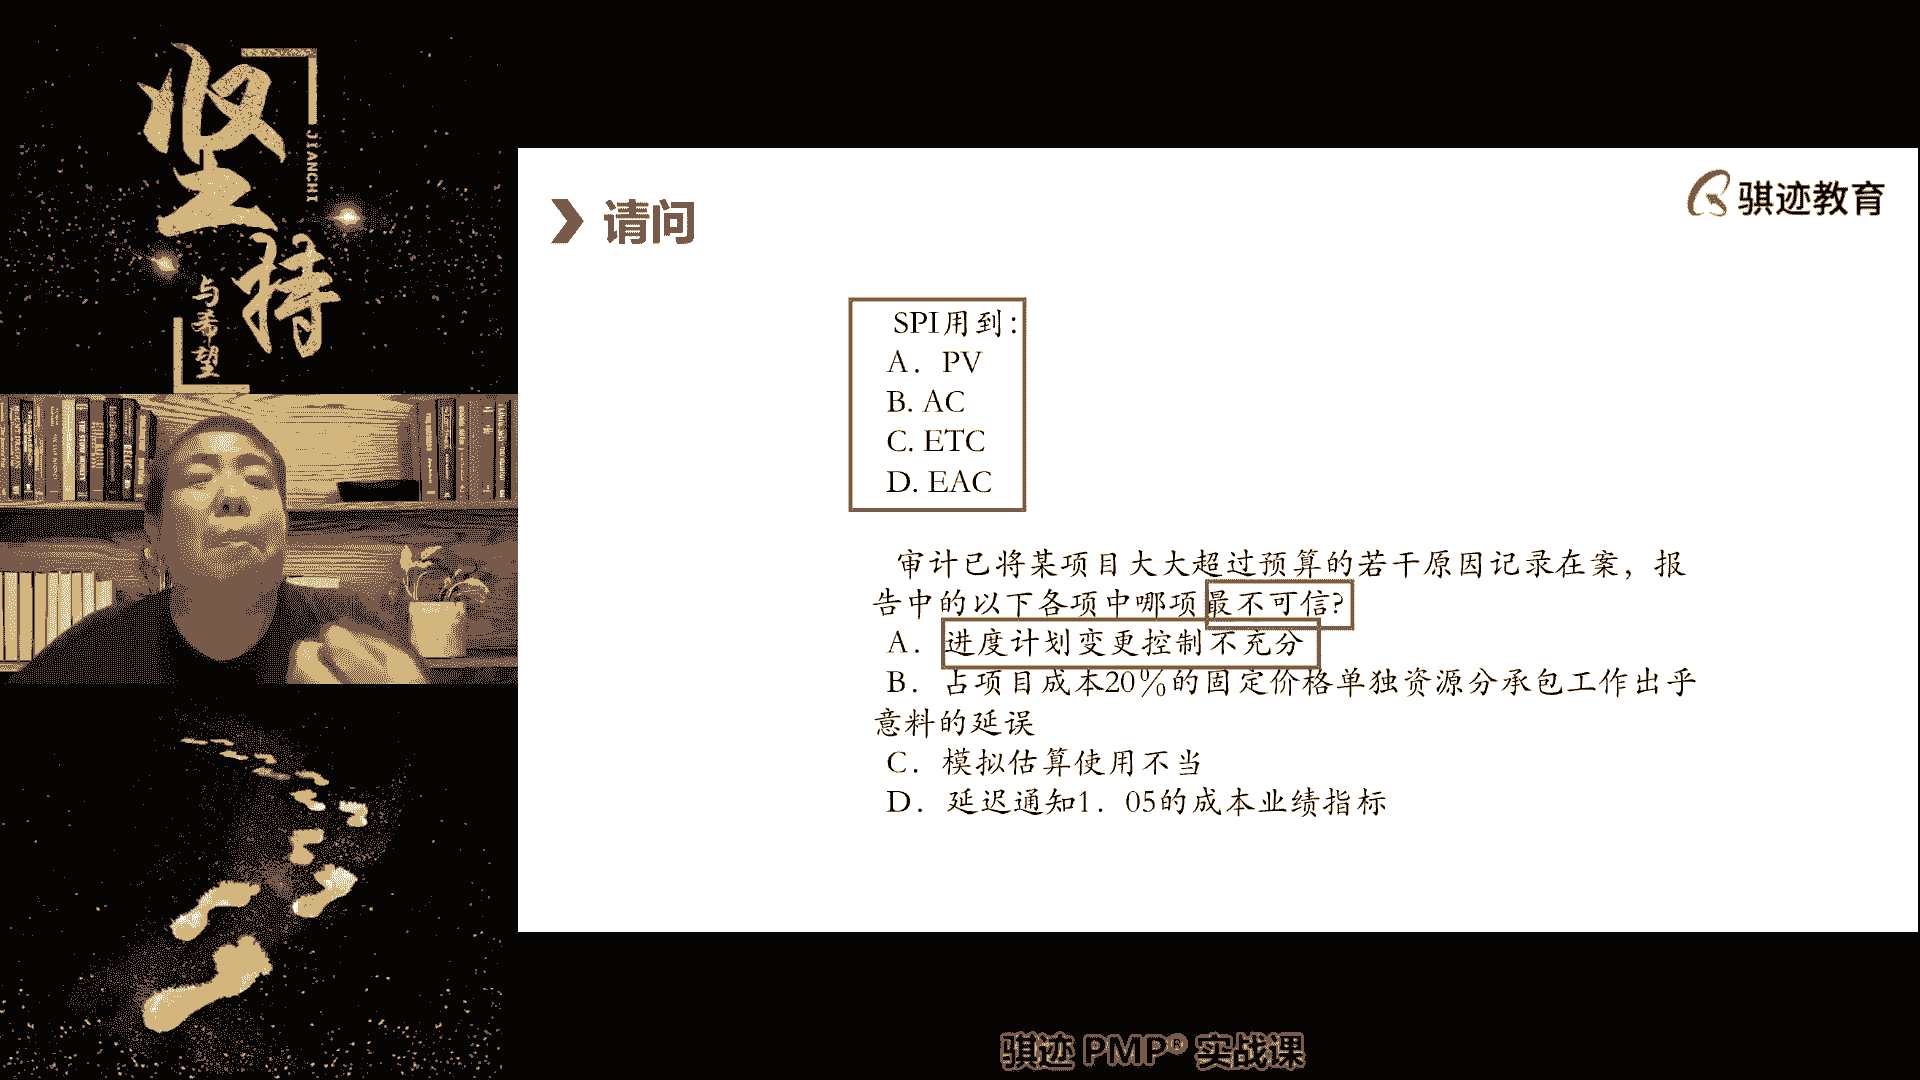 坚持
JIANCHI
与希望
请问
骐迹教育
SPI用到：
A．PV
B. AC
C. ETC
D. EAC
审计已将某项目大大超过预算的若干原因记录在案，报
告中的以下各项中哪项最不可信?
A．进度计划变更控制不充分
B．占项目成本20%的固定价格单独资源分承包工作出乎
意料的延误
C．模拟估算使用不当
D．延迟通知1．05的成本业绩指标
骐迹 PMP® 实战课